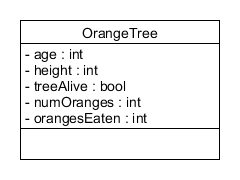 OrangeTree
- age : int
- height : int
- treeAlive : bool
- numOranges : int
- orangesEaten : int